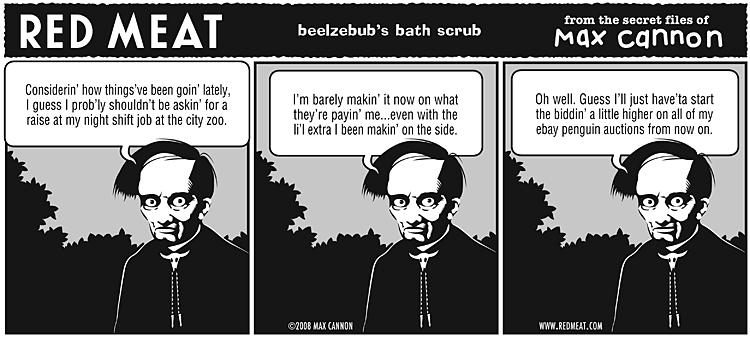 RED MEAT
beelzebub's bath scrub
from the secret files of
Max Cannon
Considerin' how things've been goin' lately,
I guess I prob'ly shouldn't be askin' for a
raise at my night shift job at the city zoo.
I'm barely makin' it now on what
they're payin' me...even with the
li'l extra I been makin' on the side.
©2008 MAX CANNON
Oh well. Guess I'll just have'ta start
the biddin' a little higher on all of my
ebay penguin auctions from now on.
WWW.REDMEAT.COM